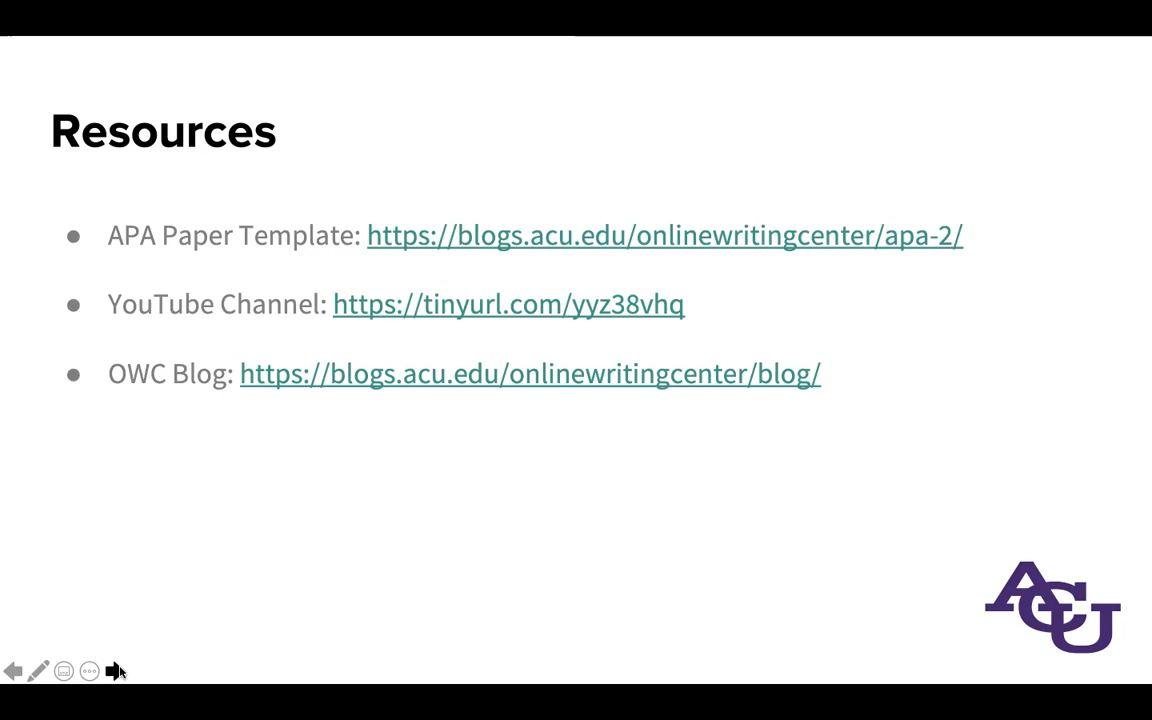 Resources
● APA Paper Template: https://blogs.acu.edu/onlinewritingcenter/apa-2/
● YouTube Channel: https://tinyurl.com/yyz38vhq
● OWC Blog: https://blogs.acu.edu/onlinewritingcenter/blog/
ACU